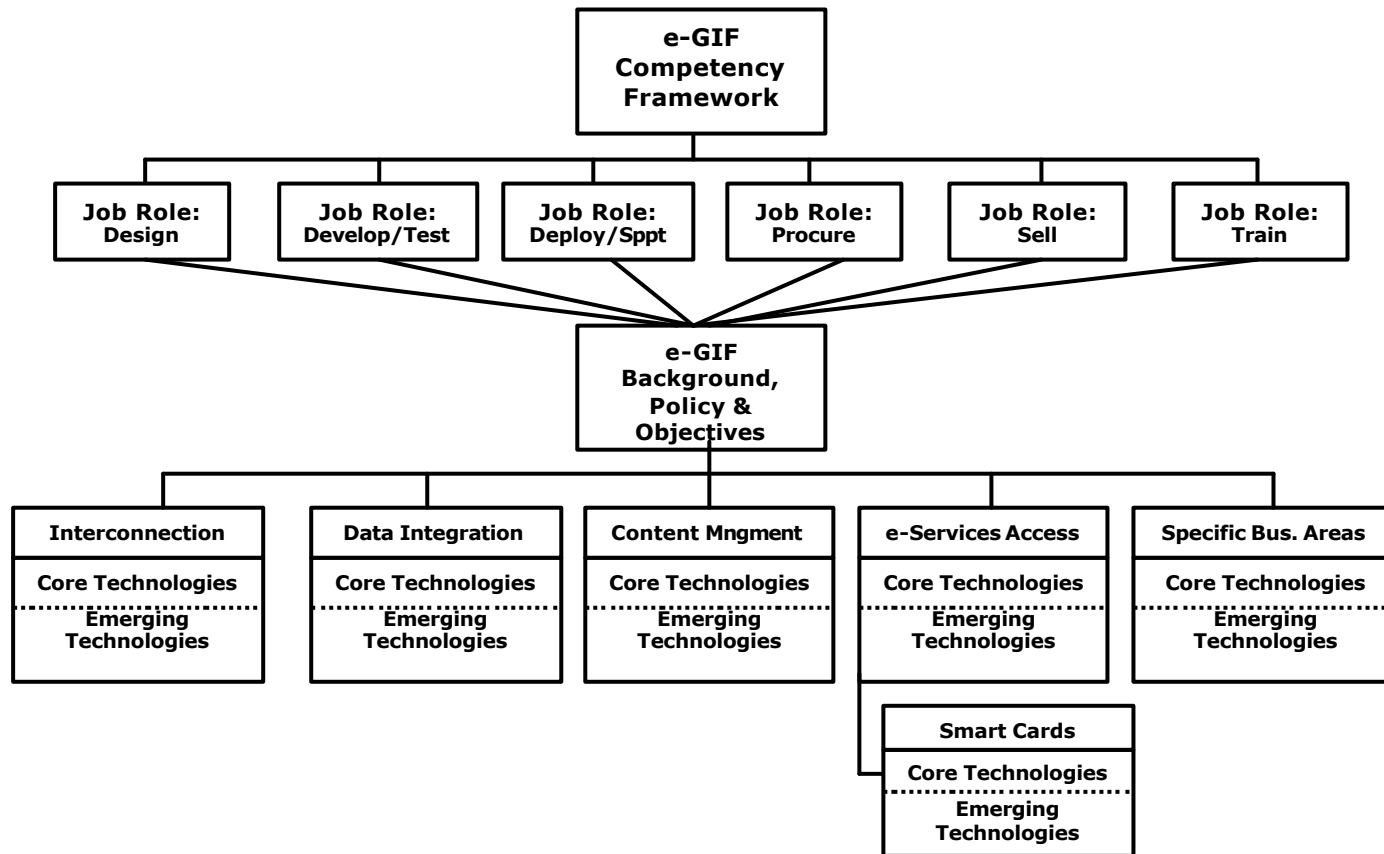 e-GIF
Competency
Framework
Job Role:
Design
Job Role:
Develop/Test
Job Role:
Deploy/Sppt
Job Role:
Procure
Job Role:
Sell
Job Role:
Train
e-GIF
Background,
Policy &
Objectives
Interconnection
Core Technologies
Emerging
Technologies
Data Integration
Core Technologies
Emerging
Technologies
Content Mngment
Core Technologies
Emerging
Technologies
e-Services Access
Core Technologies
Emerging
Technologies
Specific Bus. Areas
Core Technologies
Emerging
Technologies
Smart Cards
Core Technologies
Emerging
Technologies